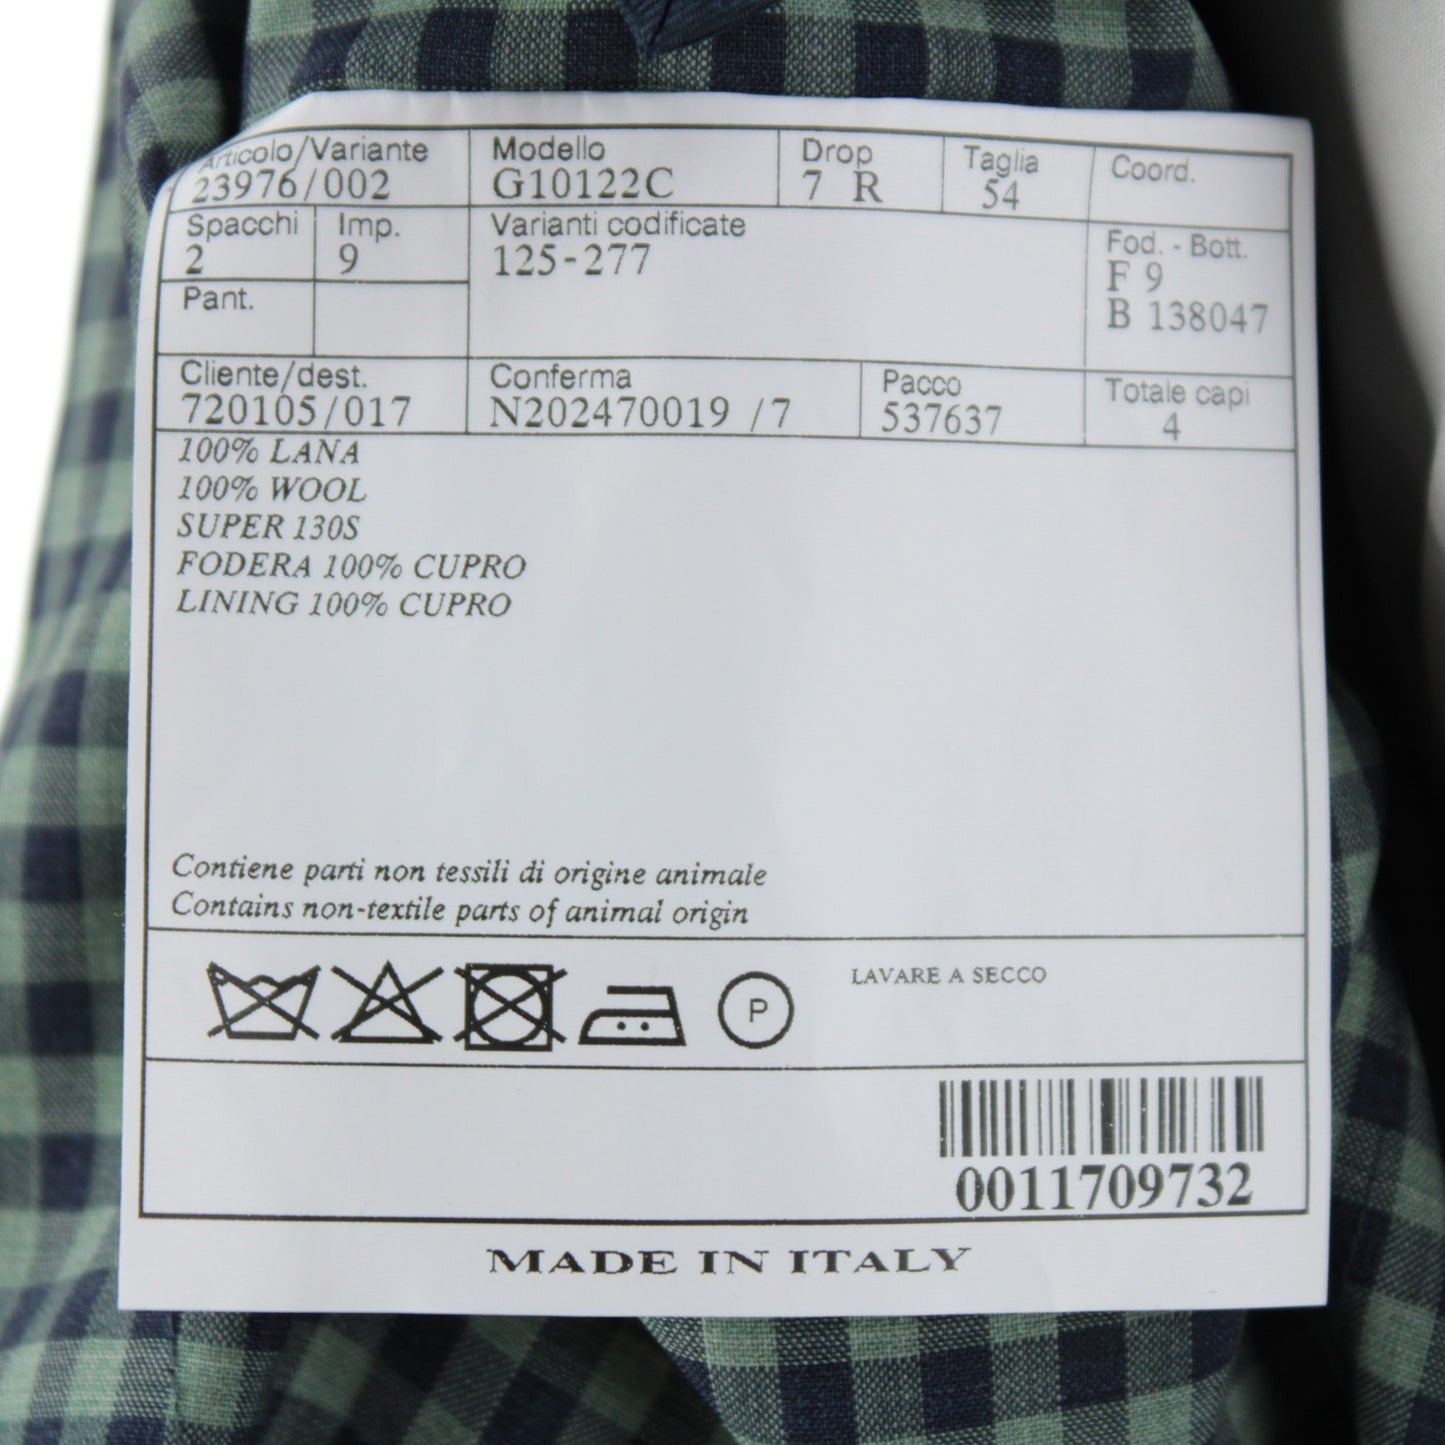 Articolo/Variante Modello Drop Taglia Coord.
23976/002 G10122C 7 R 54
Spacchi Imp. Varianti codificate Fod. - Bott.
2 9 125-277 F 9
Pant. B 138047
Cliente/dest. Conferma Pacco Totale capi
720105/017 N202470019 /7 537637 4
100% LANA
100% WOOL
SUPER 130S
FODERA 100% CUPRO
LINING 100% CUPRO
Contiene parti non tessili di origine animale
Contains non-textile parts of animal origin
P LAVARE A SECCO
0011709732
MADE IN ITALY